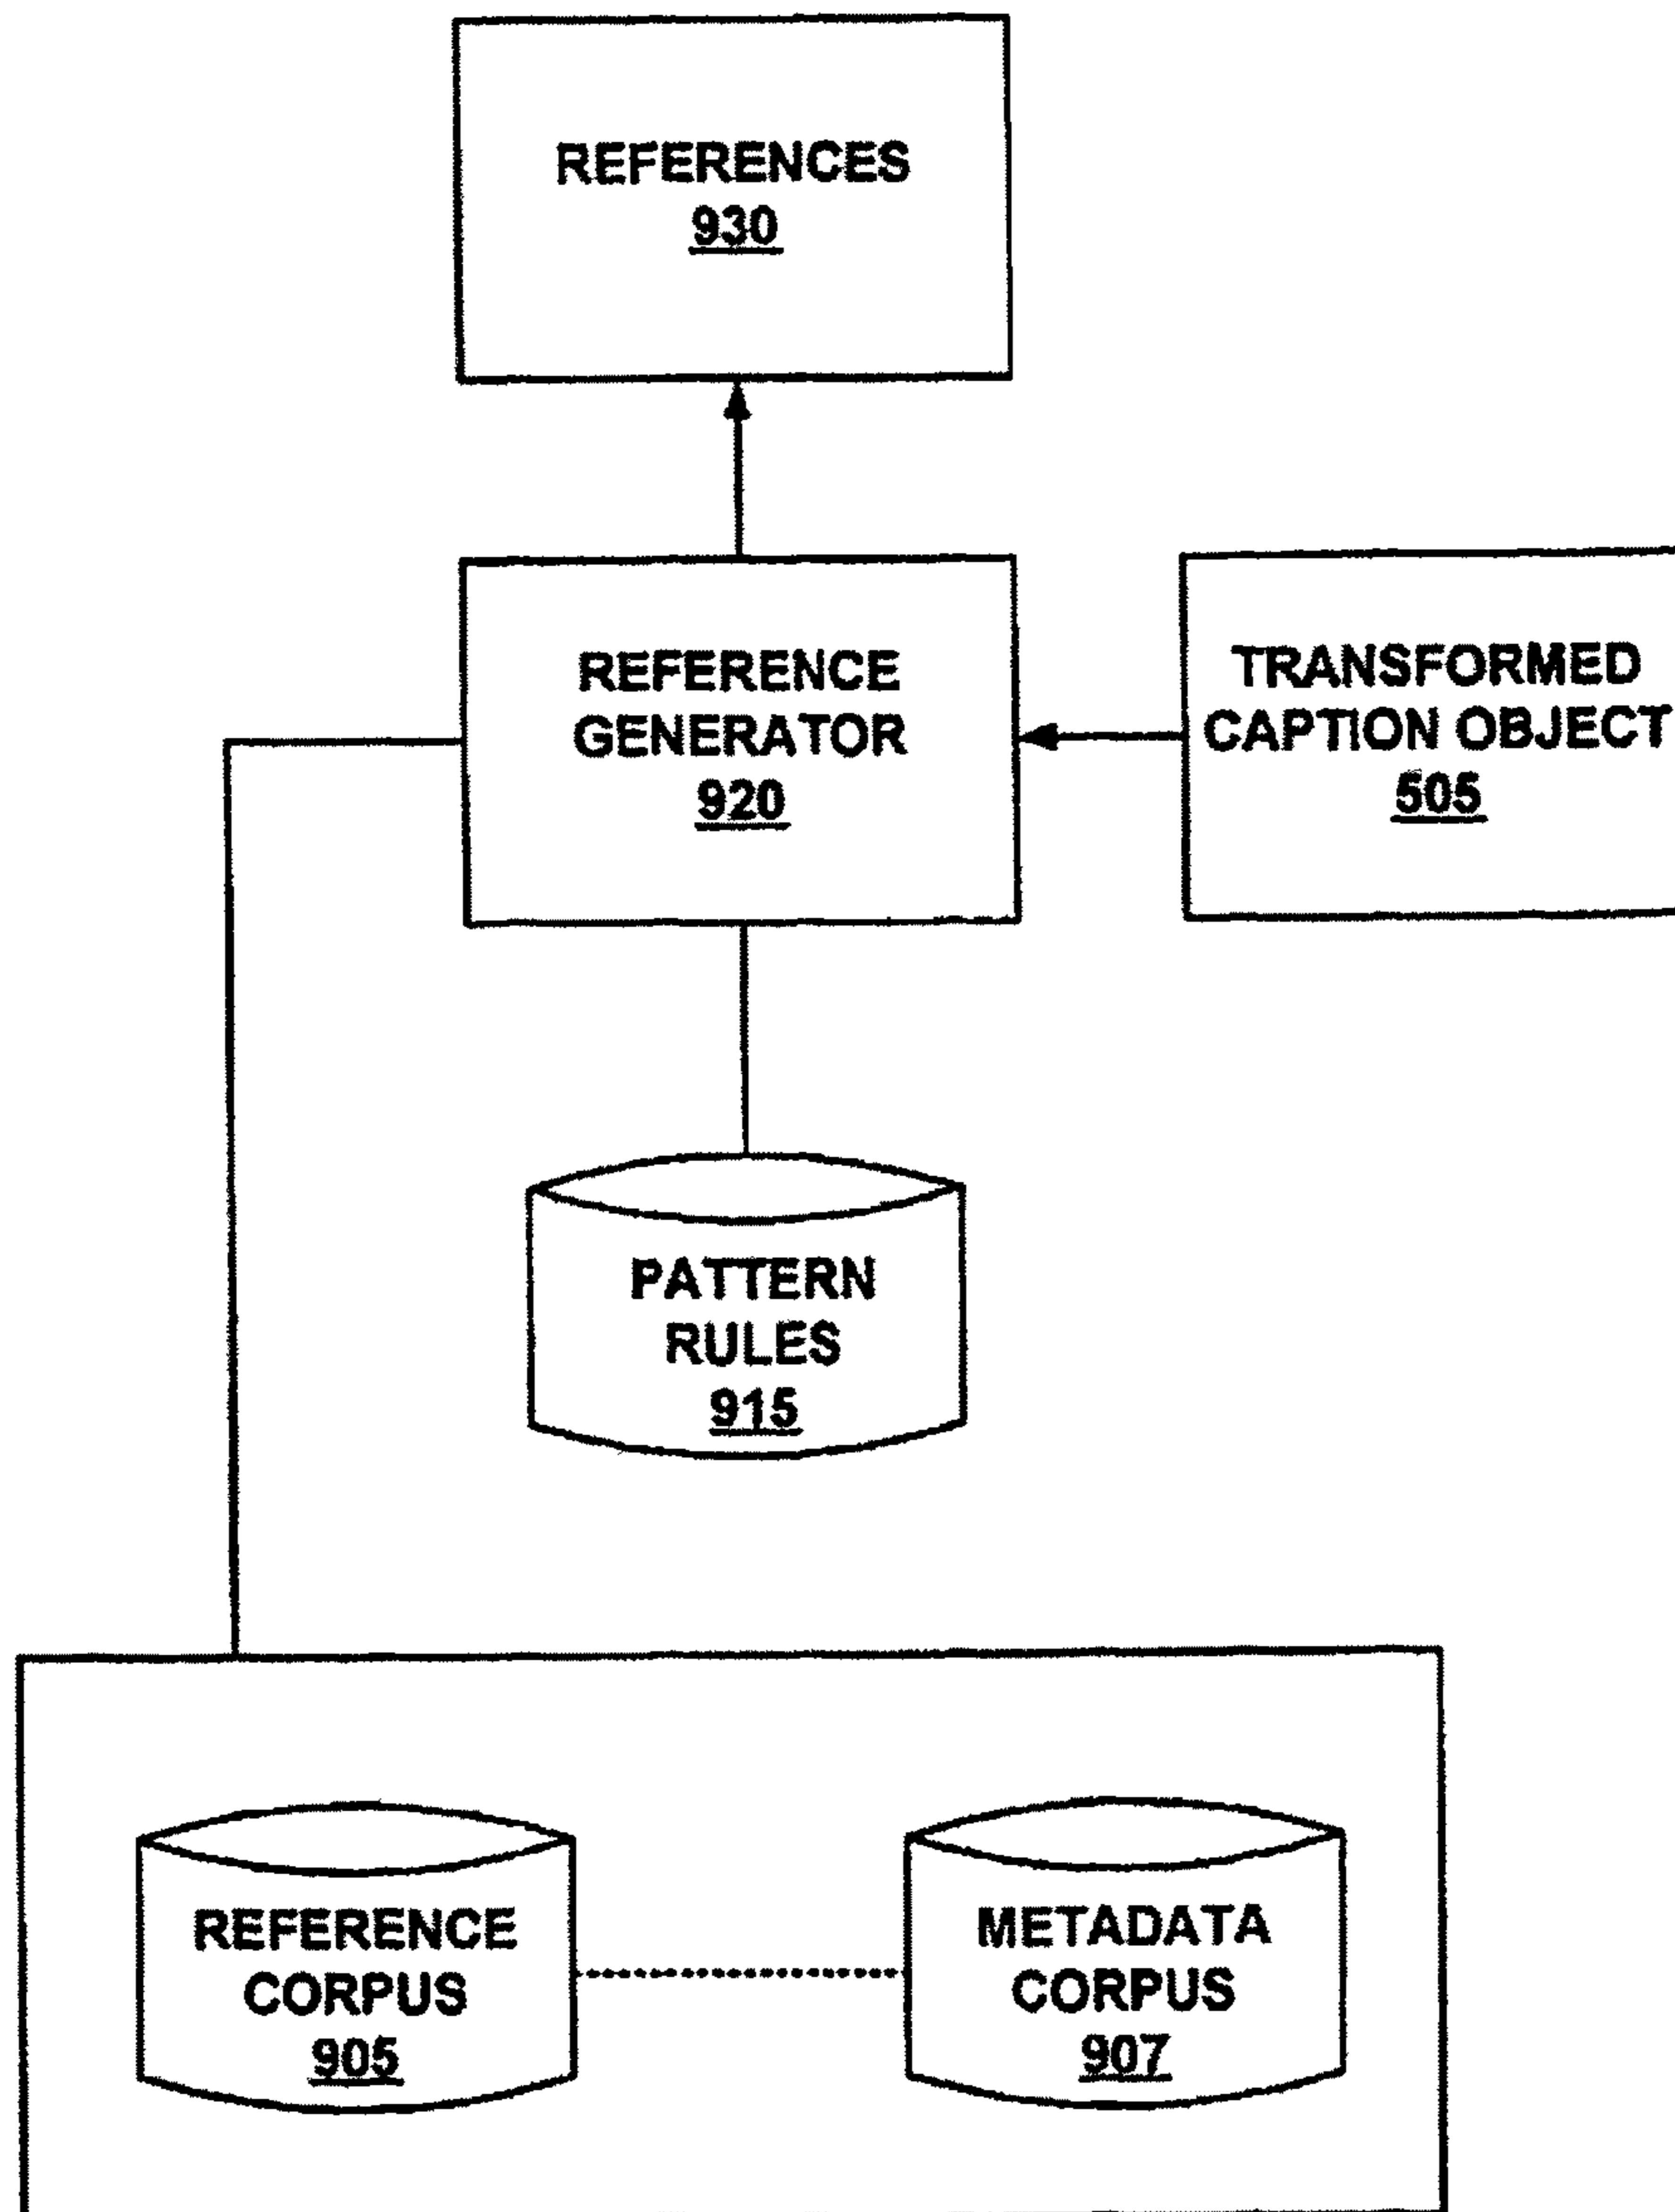 REFERENCES
930
REFERENCE
GENERATOR
920
TRANSFORMED
CAPTION OBJECT
505
PATTERN
RULES
915
REFERENCE
CORPUS
905
METADATA
CORPUS
907